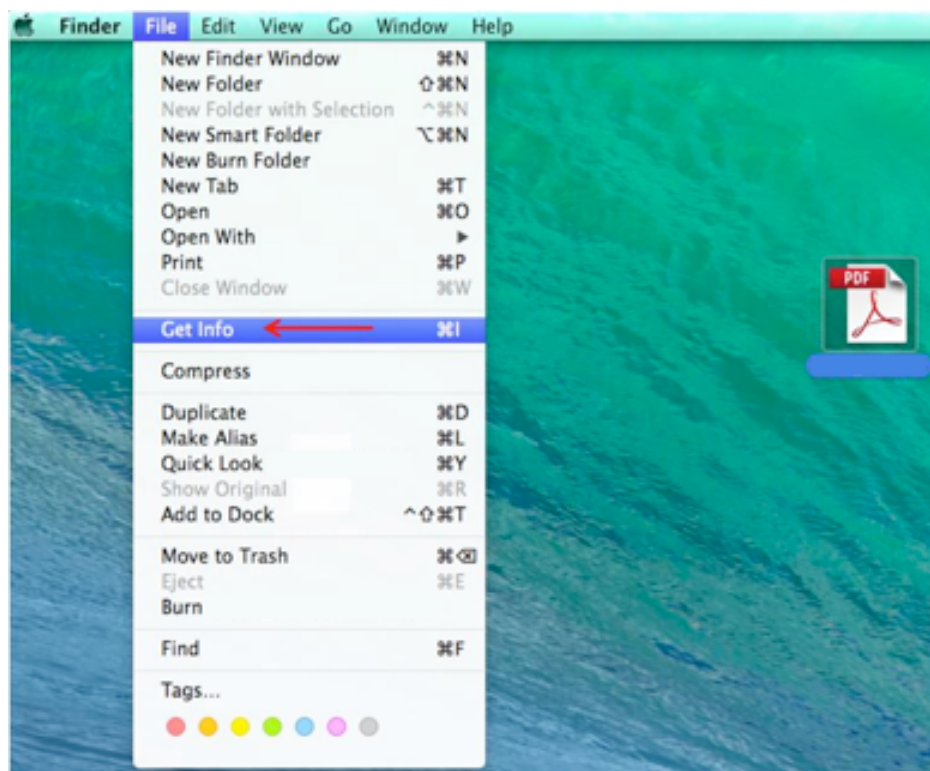 Finder File Edit View Go Window Help
New Finder Window ⌘N
New Folder ⇧⌘N
New Folder with Selection ^⌘N
New Smart Folder ⌥⌘N
New Burn Folder
New Tab ⌘T
Open ⌘O
Open With ▶
Print ⌘P
Close Window ⌘W
Get Info ⌘I
Compress
Duplicate ⌘D
Make Alias ⌘L
Quick Look ⌘Y
Show Original ⌘R
Add to Dock ^⇧⌘T
Move to Trash ⌘⌫
Eject ⌘E
Burn
Find ⌘F
Tags...
PDF